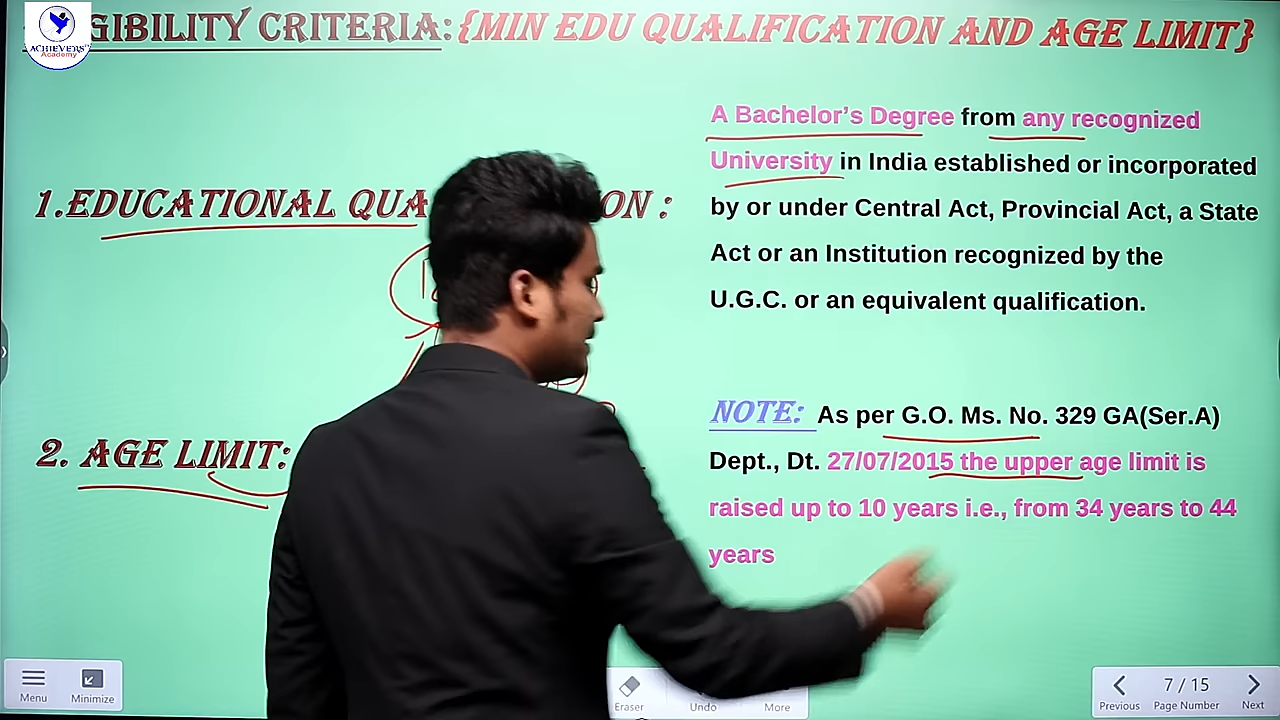 GIBILITY CRITERIA: {MIN EDU QUALIFICATION AND AGE LIMIT}
ACHIEVERS'
Academy
A Bachelor's Degree from any recognized
University in India established or incorporated
by or under Central Act, Provincial Act, a State
Act or an Institution recognized by the
U.G.C. or an equivalent qualification.
1.EDUCATIONAL QUA ON :
NOTE: As per G.O. Ms. No. 329 GA(Ser.A)
Dept., Dt. 27/07/2015 the upper age limit is
raised up to 10 years i.e., from 34 years to 44
years
2. AGE LIMIT:
Menu
Minimize
Eraser
Undo
More
Previous
7 / 15
Page Number
Next